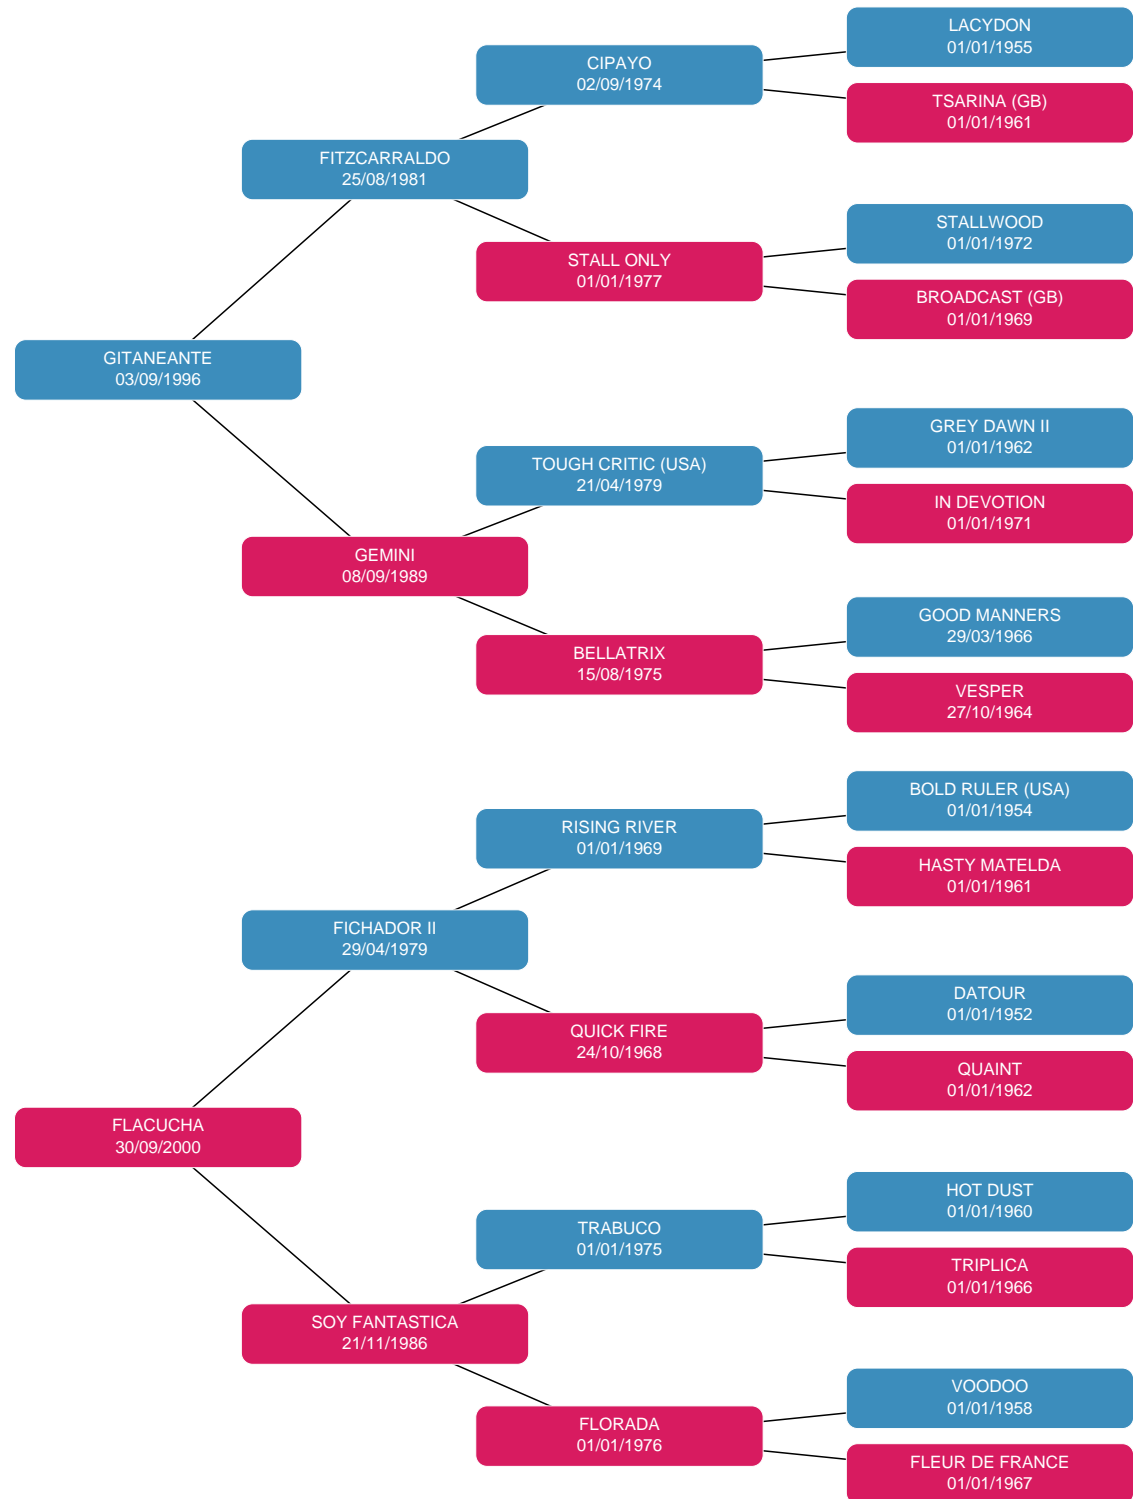 LACYDON
01/01/1955
CIPAYO
02/09/1974
TSARINA (GB)
01/01/1961
FITZCARRALDO
25/08/1981
STALLWOOD
01/01/1972
STALL ONLY
01/01/1977
BROADCAST (GB)
01/01/1969
GITANEANTE
03/09/1996
GREY DAWN II
01/01/1962
TOUGH CRITIC (USA)
21/04/1979
IN DEVOTION
01/01/1971
GEMINI
08/09/1989
GOOD MANNERS
29/03/1966
BELLATRIX
15/08/1975
VESPER
27/10/1964
BOLD RULER (USA)
01/01/1954
RISING RIVER
01/01/1969
HASTY MATELDA
01/01/1961
FICHADOR II
29/04/1979
DATOUR
01/01/1952
QUICK FIRE
24/10/1968
QUAINT
01/01/1962
FLACUCHA
30/09/2000
HOT DUST
01/01/1960
TRABUCO
01/01/1975
TRIPLICA
01/01/1966
SOY FANTASTICA
21/11/1986
VOODOO
01/01/1958
FLORADA
01/01/1976
FLEUR DE FRANCE
01/01/1967